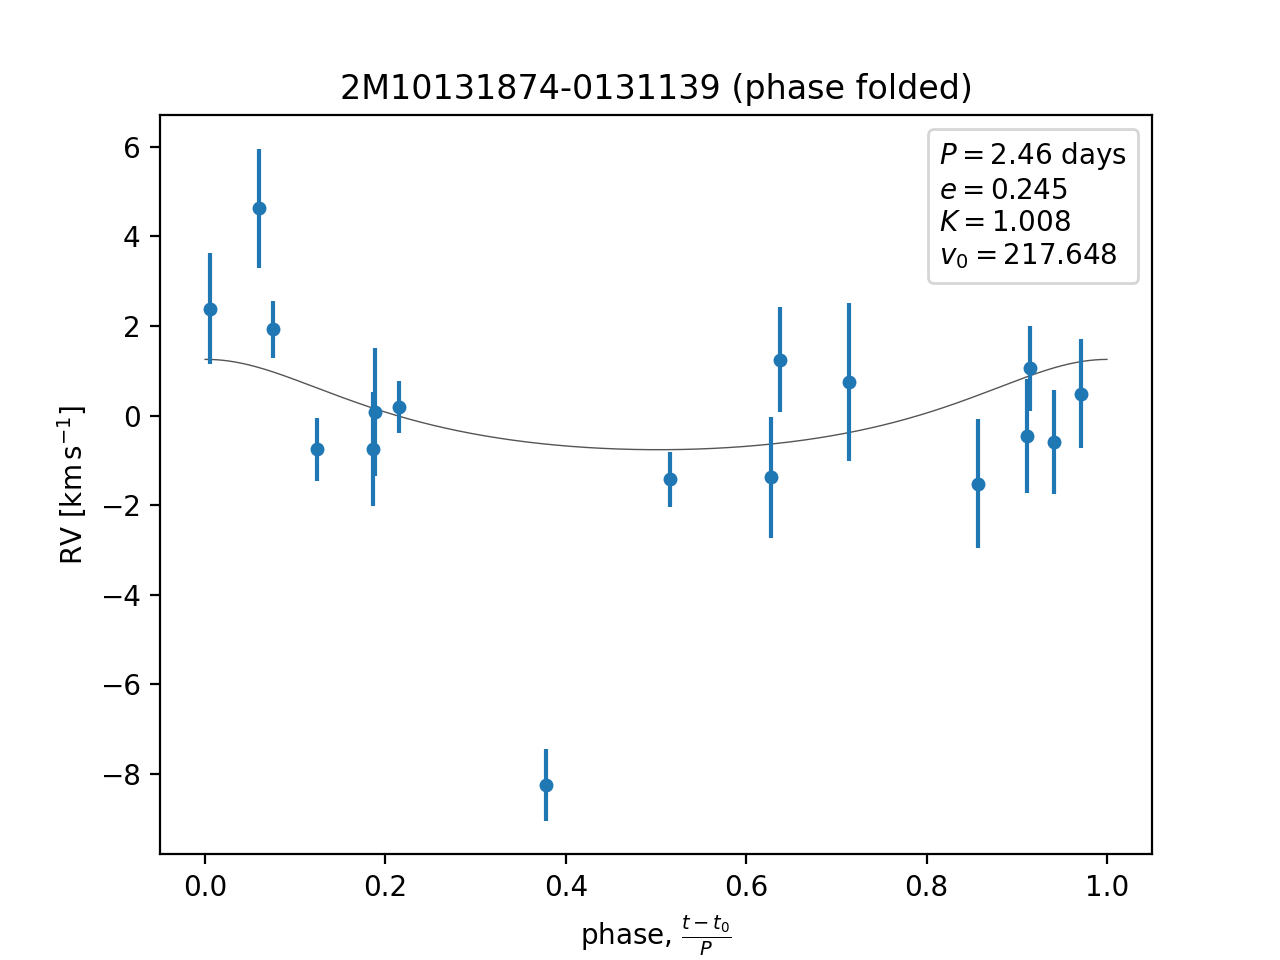 2M10131874-0131139 (phase folded)
P = 2.46 days
e = 0.245
K = 1.008
v₀ = 217.648
6
4
2
0
−2
−4
−6
−8
RV [km s⁻¹]
0.0 0.2 0.4 0.6 0.8 1.0
phase, (t − t₀)/P